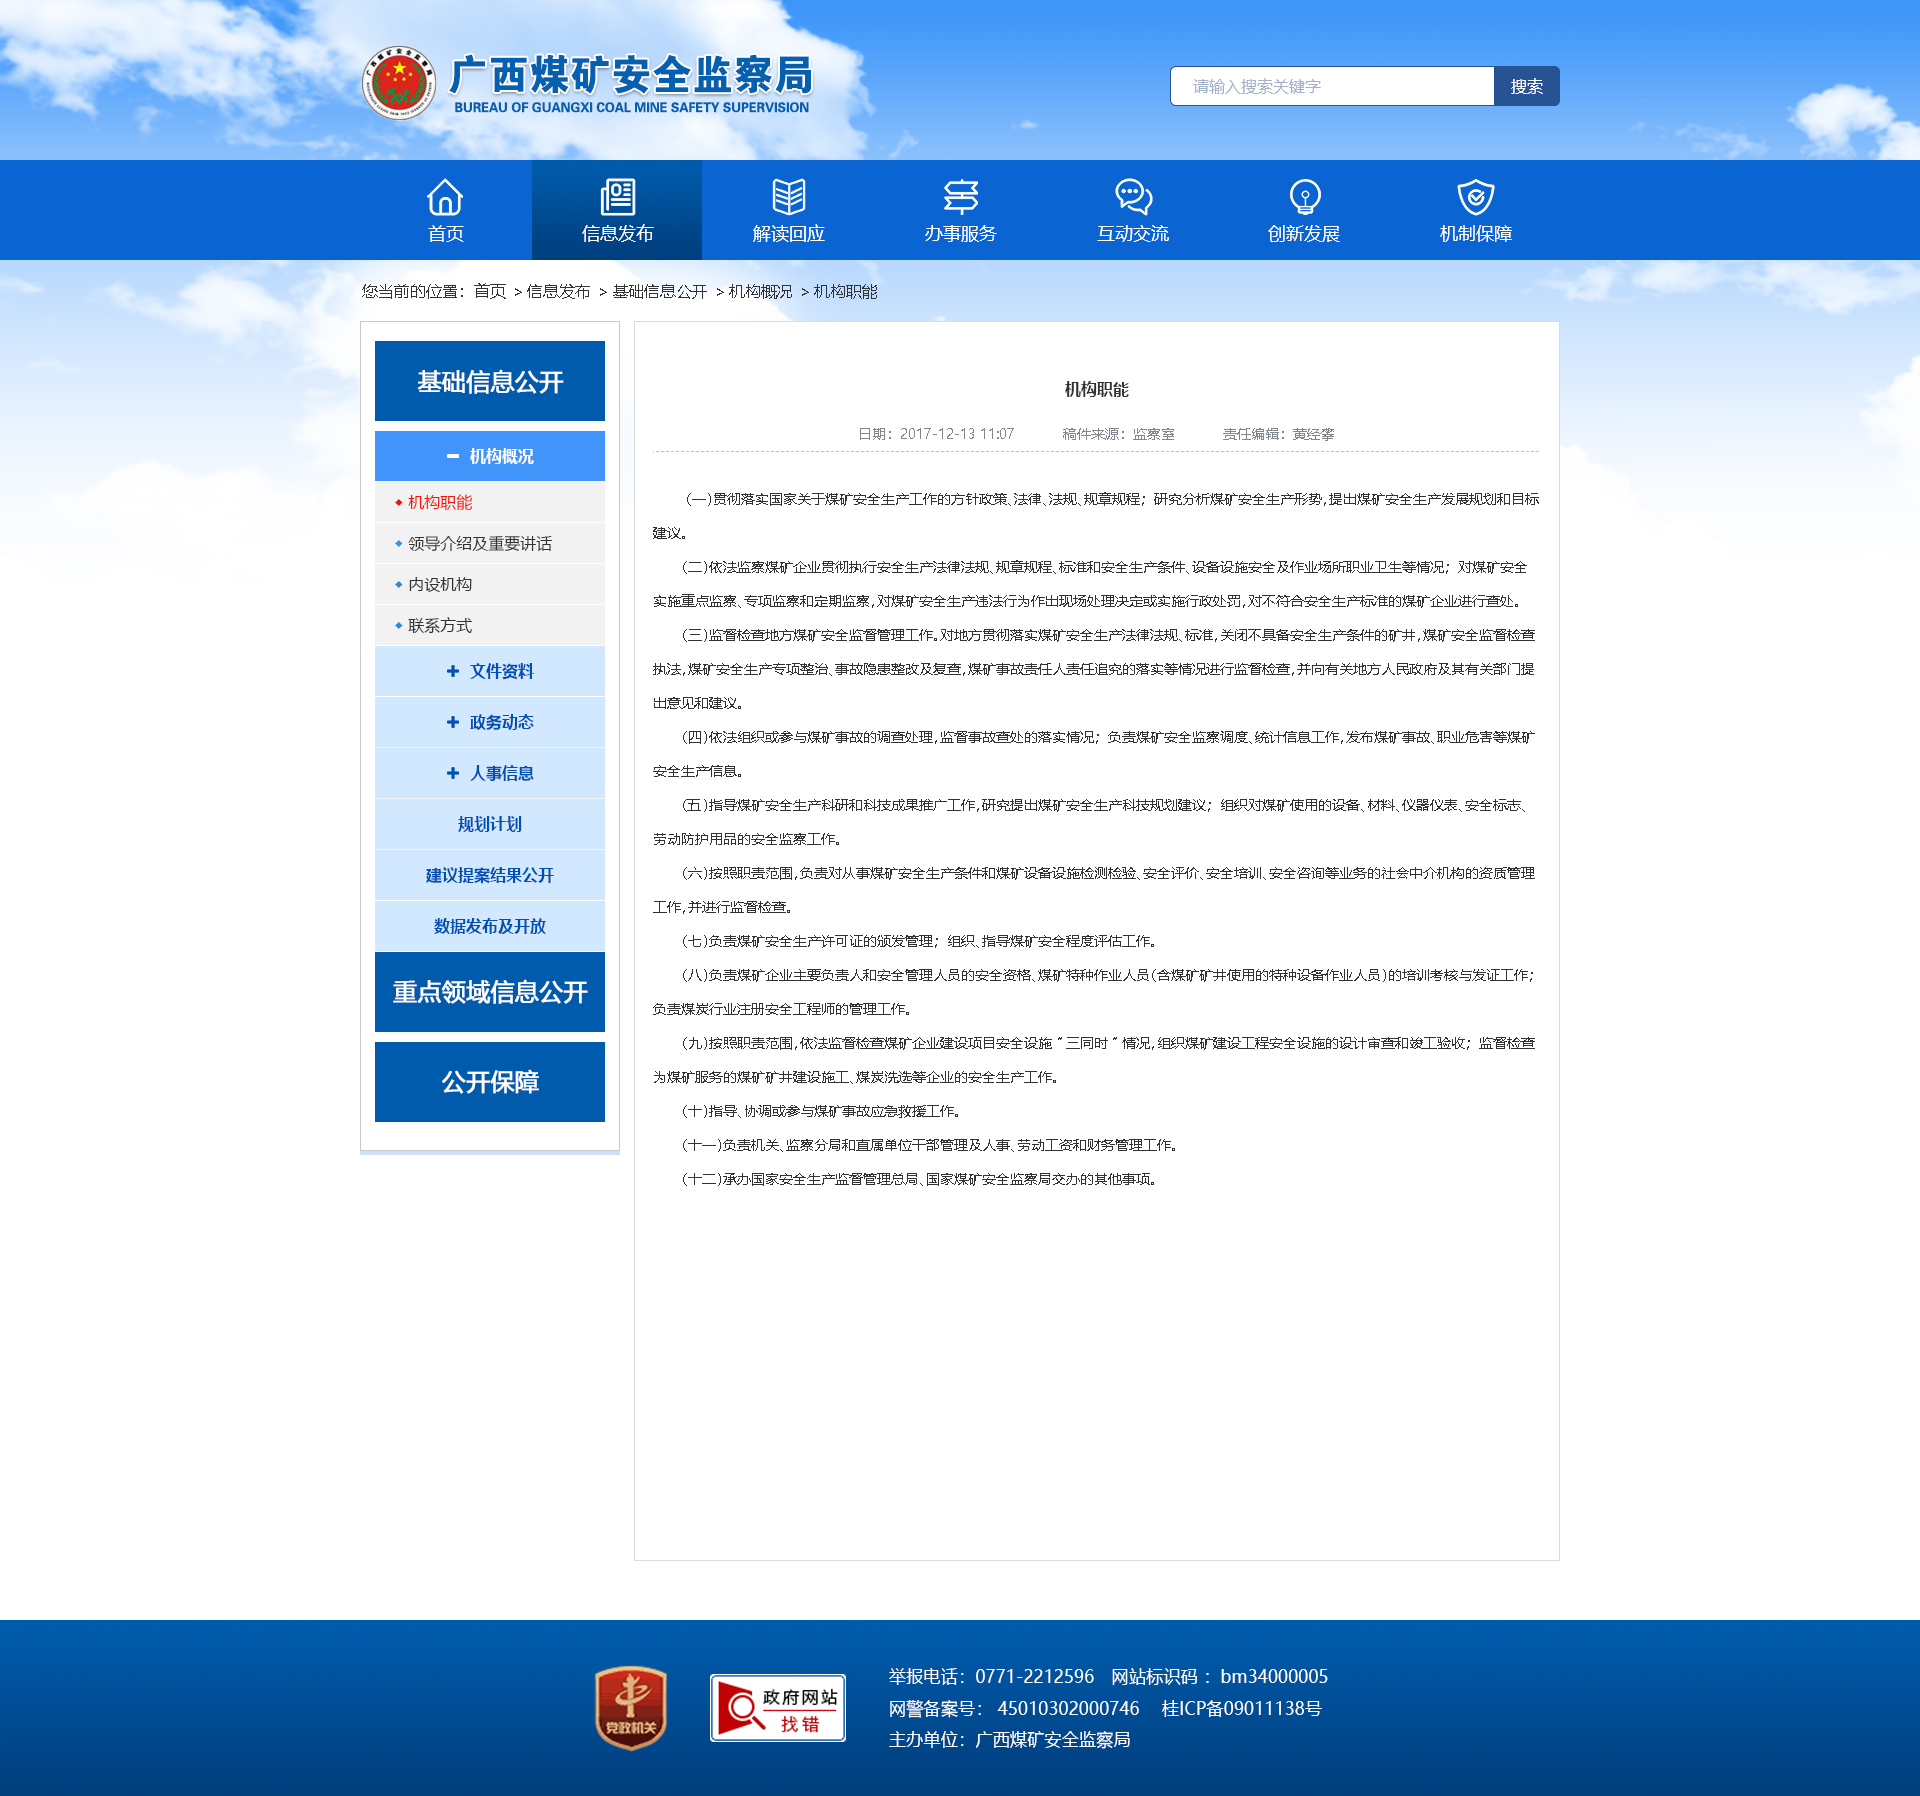 广西煤矿安全监察局
BUREAU OF GUANGXI COAL MINE SAFETY SUPERVISION
请输入搜索关键字
搜索
首页
信息发布
解读回应
办事服务
互动交流
创新发展
机制保障
您当前的位置：首页 > 信息发布 > 基础信息公开 > 机构概况 > 机构职能
基础信息公开
机构概况
机构职能
领导介绍及重要讲话
内设机构
联系方式
文件资料
政务动态
人事信息
规划计划
建议提案结果公开
数据发布及开放
重点领域信息公开
公开保障
机构职能
日期：2017-12-13 11:07 稿件来源：监察室 责任编辑：黄经攀
(一)贯彻落实国家关于煤矿安全生产工作的方针政策、法律、法规、规章规程；研究分析煤矿安全生产形势,提出煤矿安全生产发展规划和目标
建议。
(二)依法监察煤矿企业贯彻执行安全生产法律法规、规章规程、标准和安全生产条件、设备设施安全及作业场所职业卫生等情况；对煤矿安全
实施重点监察、专项监察和定期监察,对煤矿安全生产违法行为作出现场处理决定或实施行政处罚,对不符合安全生产标准的煤矿企业进行查处。
(三)监督检查地方煤矿安全监督管理工作。对地方贯彻落实煤矿安全生产法律法规、标准,关闭不具备安全生产条件的矿井,煤矿安全监督检查
执法,煤矿安全生产专项整治、事故隐患整改及复查,煤矿事故责任人责任追究的落实等情况进行监督检查,并向有关地方人民政府及其有关部门提
出意见和建议。
(四)依法组织或参与煤矿事故的调查处理,监督事故查处的落实情况；负责煤矿安全监察调度、统计信息工作,发布煤矿事故、职业危害等煤矿
安全生产信息。
(五)指导煤矿安全生产科研和科技成果推广工作,研究提出煤矿安全生产科技规划建议；组织对煤矿使用的设备、材料、仪器仪表、安全标志、
劳动防护用品的安全监察工作。
(六)按照职责范围,负责对从事煤矿安全生产条件和煤矿设备设施检测检验、安全评价、安全培训、安全咨询等业务的社会中介机构的资质管理
工作,并进行监督检查。
(七)负责煤矿安全生产许可证的颁发管理；组织、指导煤矿安全程度评估工作。
(八)负责煤矿企业主要负责人和安全管理人员的安全资格、煤矿特种作业人员(含煤矿矿井使用的特种设备作业人员)的培训考核与发证工作；
负责煤炭行业注册安全工程师的管理工作。
(九)按照职责范围,依法监督检查煤矿企业建设项目安全设施＂三同时＂情况,组织煤矿建设工程安全设施的设计审查和竣工验收；监督检查
为煤矿服务的煤矿矿井建设施工、煤炭洗选等企业的安全生产工作。
(十)指导、协调或参与煤矿事故应急救援工作。
(十一)负责机关、监察分局和直属单位干部管理及人事、劳动工资和财务管理工作。
(十二)承办国家安全生产监督管理总局、国家煤矿安全监察局交办的其他事项。
党政机关
政府网站
找错
举报电话：0771-2212596 网站标识码 ：bm34000005
网警备案号： 45010302000746 桂ICP备09011138号
主办单位：广西煤矿安全监察局